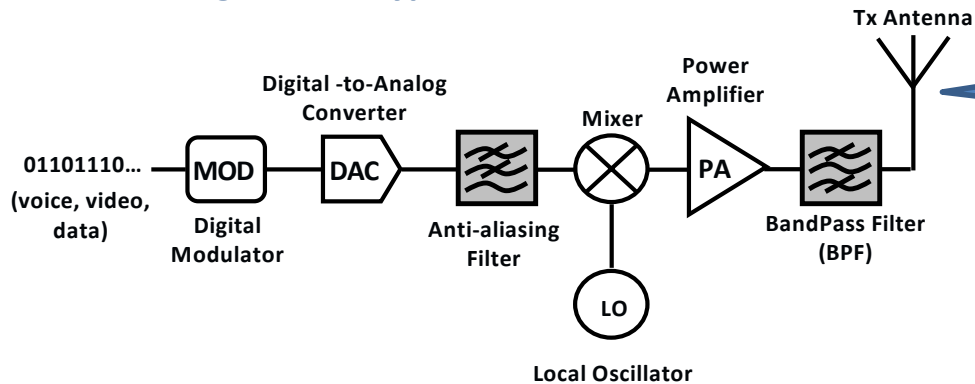 Tx Antenna
Digital -to-Analog
Converter
Power
Amplifier
Mixer
01101110...
(voice, video,
data)
MOD
Digital
Modulator
DAC
Anti-aliasing
Filter
PA
BandPass Filter
(BPF)
LO
Local Oscillator